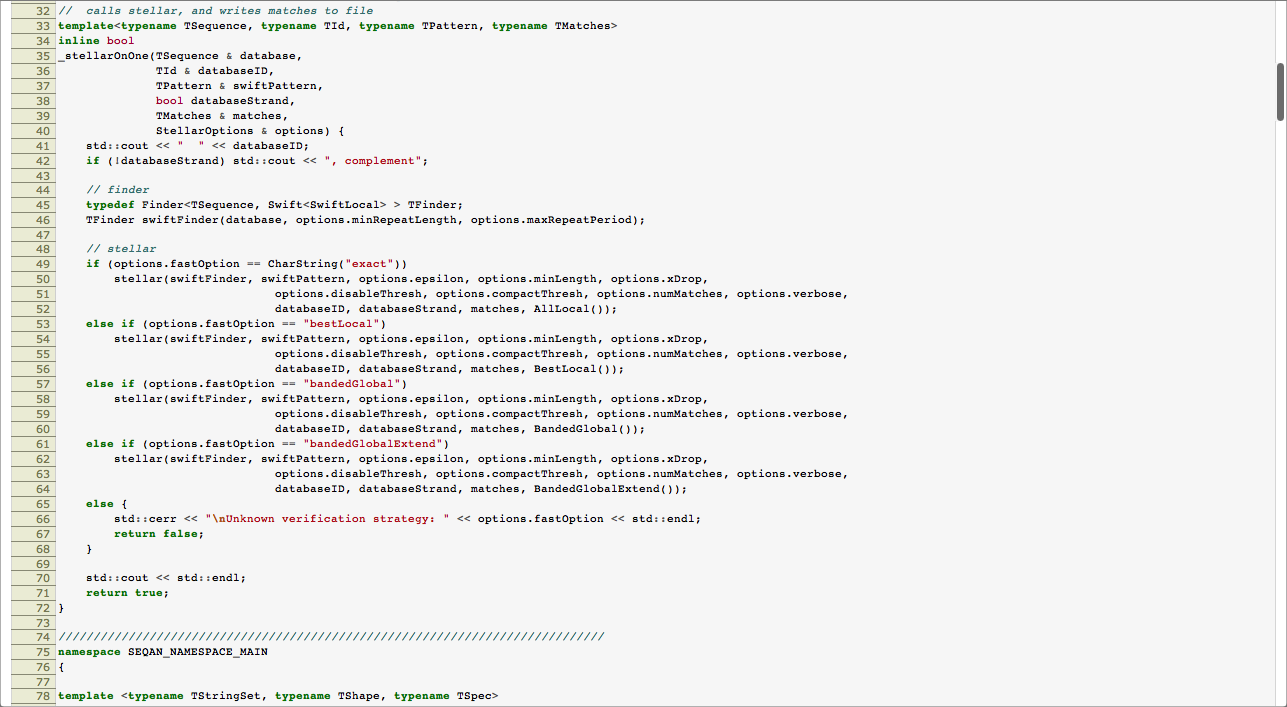 32 //  calls stellar, and writes matches to file
33 template<typename TSequence, typename TId, typename TPattern, typename TMatches>
34 inline bool
35 _stellarOnOne(TSequence & database,
36               TId & databaseID,
37               TPattern & swiftPattern,
38               bool databaseStrand,
39               TMatches & matches,
40               StellarOptions & options) {
41     std::cout << "  " << databaseID;
42     if (!databaseStrand) std::cout << ", complement";
43
44     // finder
45     typedef Finder<TSequence, Swift<SwiftLocal> > TFinder;
46     TFinder swiftFinder(database, options.minRepeatLength, options.maxRepeatPeriod);
47
48     // stellar
49     if (options.fastOption == CharString("exact"))
50         stellar(swiftFinder, swiftPattern, options.epsilon, options.minLength, options.xDrop,
51                                options.disableThresh, options.compactThresh, options.numMatches, options.verbose,
52                                databaseID, databaseStrand, matches, AllLocal());
53     else if (options.fastOption == "bestLocal")
54         stellar(swiftFinder, swiftPattern, options.epsilon, options.minLength, options.xDrop,
55                                options.disableThresh, options.compactThresh, options.numMatches, options.verbose,
56                                databaseID, databaseStrand, matches, BestLocal());
57     else if (options.fastOption == "bandedGlobal")
58         stellar(swiftFinder, swiftPattern, options.epsilon, options.minLength, options.xDrop,
59                                options.disableThresh, options.compactThresh, options.numMatches, options.verbose,
60                                databaseID, databaseStrand, matches, BandedGlobal());
61     else if (options.fastOption == "bandedGlobalExtend")
62         stellar(swiftFinder, swiftPattern, options.epsilon, options.minLength, options.xDrop,
63                                options.disableThresh, options.compactThresh, options.numMatches, options.verbose,
64                                databaseID, databaseStrand, matches, BandedGlobalExtend());
65     else {
66         std::cerr << "\nUnknown verification strategy: " << options.fastOption << std::endl;
67         return false;
68     }
69
70     std::cout << std::endl;
71     return true;
72 }
73
74 //////////////////////////////////////////////////////////////////////////////
75 namespace SEQAN_NAMESPACE_MAIN
76 {
77
78 template <typename TStringSet, typename TShape, typename TSpec>